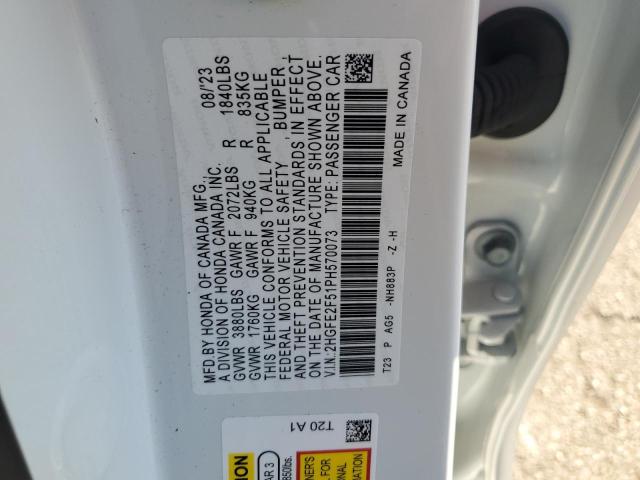 MFD.BY HONDA OF CANADA MFG., 08/'23
A DIVISION OF HONDA CANADA INC.
GVWR 3880LBS GAWR F 2072LBS R 1840LBS
GVWR 1760KG GAWR F 940KG R 835KG
THIS VEHICLE CONFORMS TO ALL APPLICABLE
FEDERAL MOTOR VEHICLE SAFETY , BUMPER ,
AND THEFT PREVENTION STANDARDS IN EFFECT
ON THE DATE OF MANUFACTURE SHOWN ABOVE.
V.I.N.:2HGFE2F51PH570073 TYPE: PASSENGER CAR
T23 P AG5 -NH883P -Z -H MADE IN CANADA
T20 A1
850lbs.